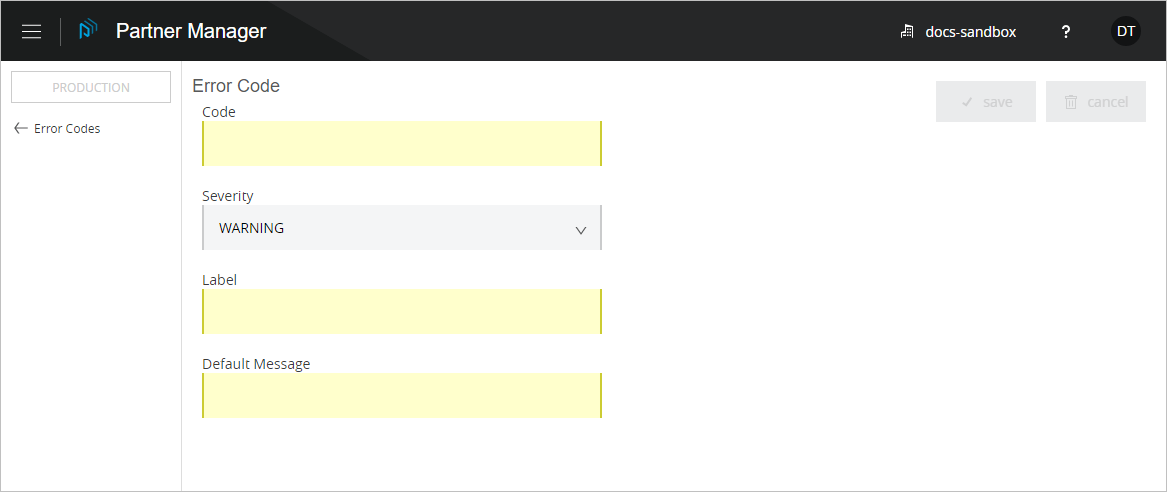 Partner Manager
docs-sandbox
?
DT
PRODUCTION
Error Codes
Error Code
save
cancel
Code
Severity
WARNING
Label
Default Message